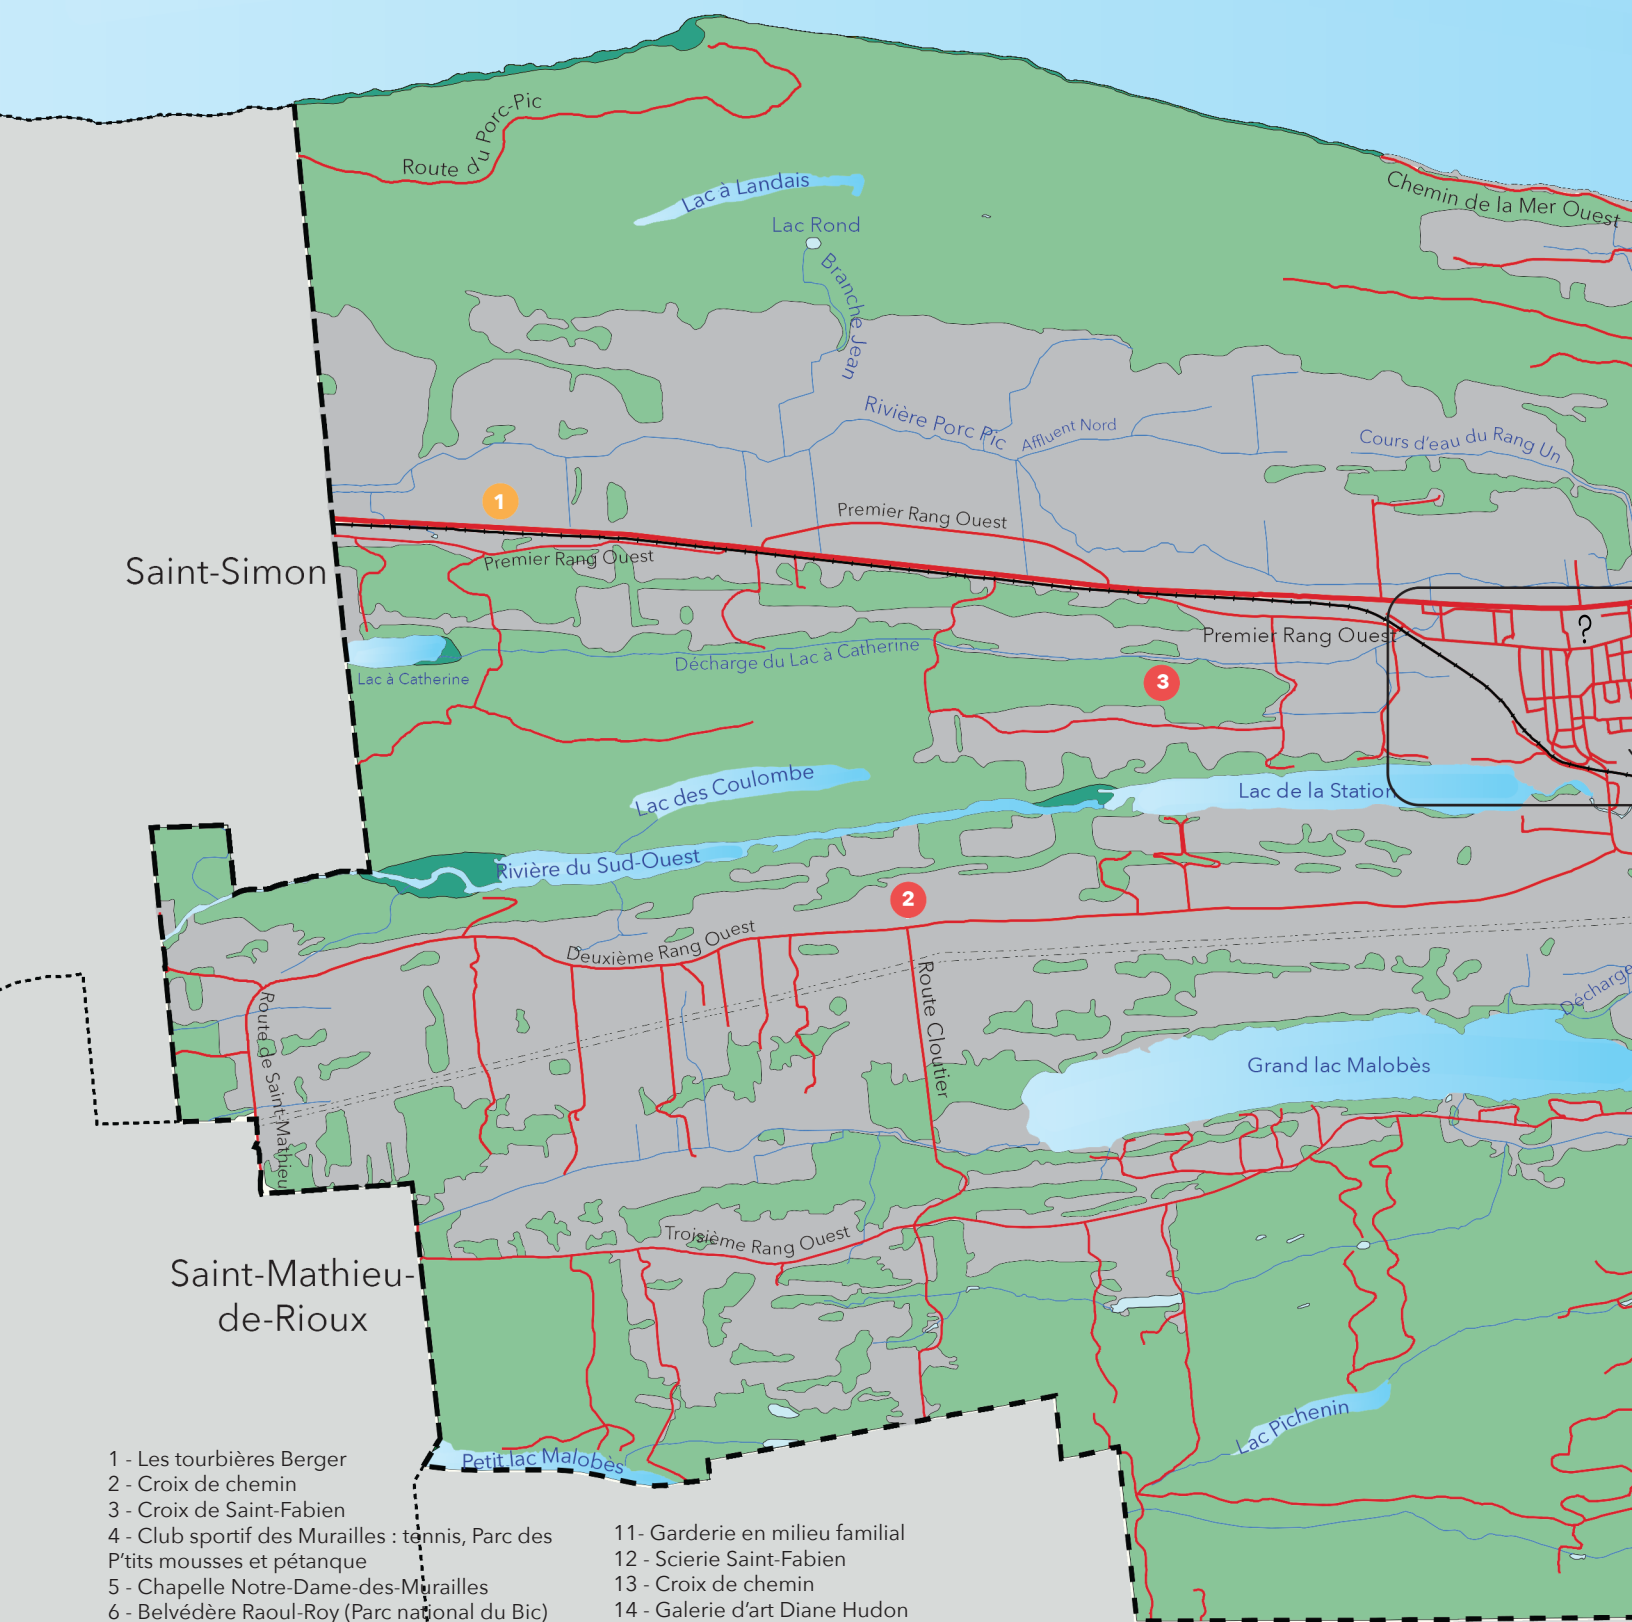 Route du Porc-Pic
Lac à Landais
Lac Rond
Branche Jean
Chemin de la Mer Ouest
Rivière Porc Pic
Affluent Nord
Cours d'eau du Rang Un
1
Premier Rang Ouest
Premier Rang Ouest
Saint-Simon
Premier Rang Ouest
?
Décharge du Lac à Catherine
Lac à Catherine
3
Lac des Coulombe
Lac de la Station
Rivière du Sud-Ouest
2
Deuxième Rang Ouest
Route Cloutier
Décharge
Route de Saint-Mathieu
Grand lac Malobès
Troisième Rang Ouest
Saint-Mathieu-
de-Rioux
Lac Pichenin
Petit lac Malobès
1 - Les tourbières Berger
2 - Croix de chemin
3 - Croix de Saint-Fabien
4 - Club sportif des Murailles : tennis, Parc des
P'tits mousses et pétanque
5 - Chapelle Notre-Dame-des-Murailles
6 - Belvédère Raoul-Roy (Parc national du Bic)
11- Garderie en milieu familial
12 - Scierie Saint-Fabien
13 - Croix de chemin
14 - Galerie d'art Diane Hudon